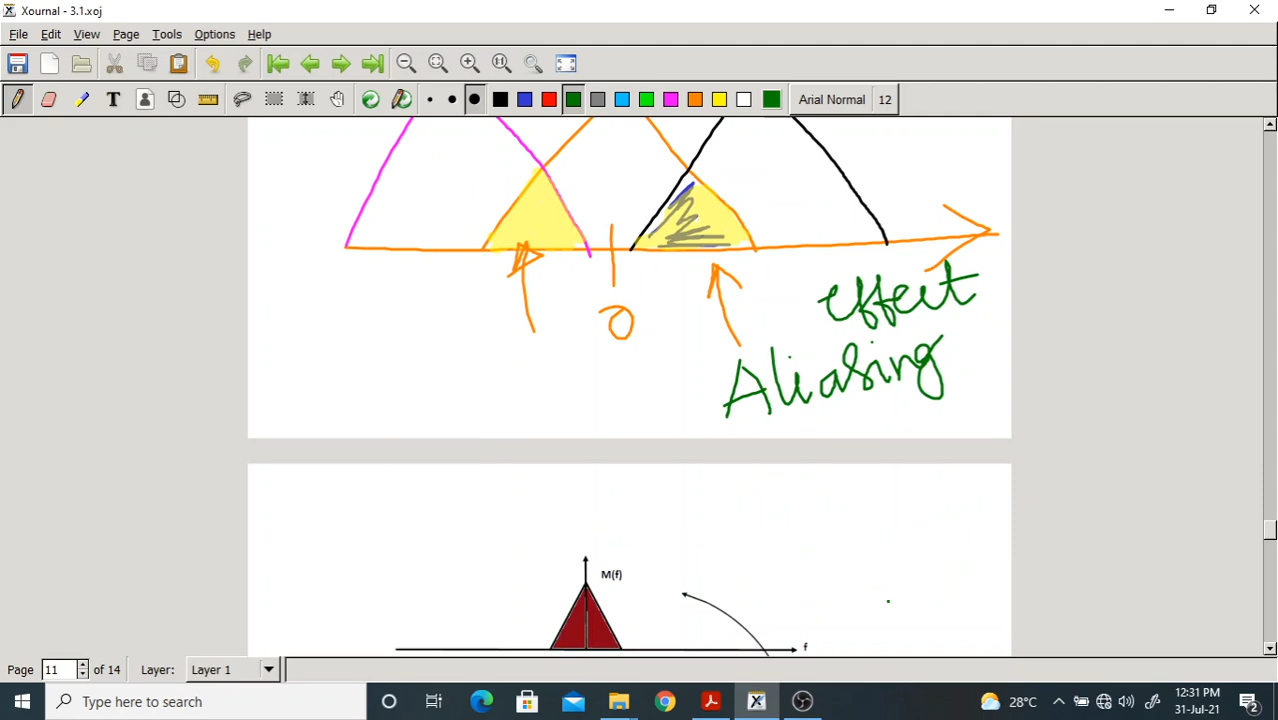 Xournal - 3.1.xoj
File Edit View Page Tools Options Help
Arial Normal 12
0
effect
Aliasing
M(f)
f
Page 11 of 14 Layer: Layer 1
Type here to search
28°C
12:31 PM
31-Jul-21
2